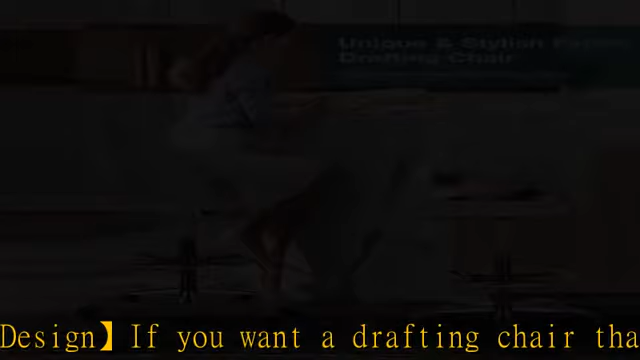 Unique & Stylish
Drafting Chair
Design】If you want a drafting chair tha